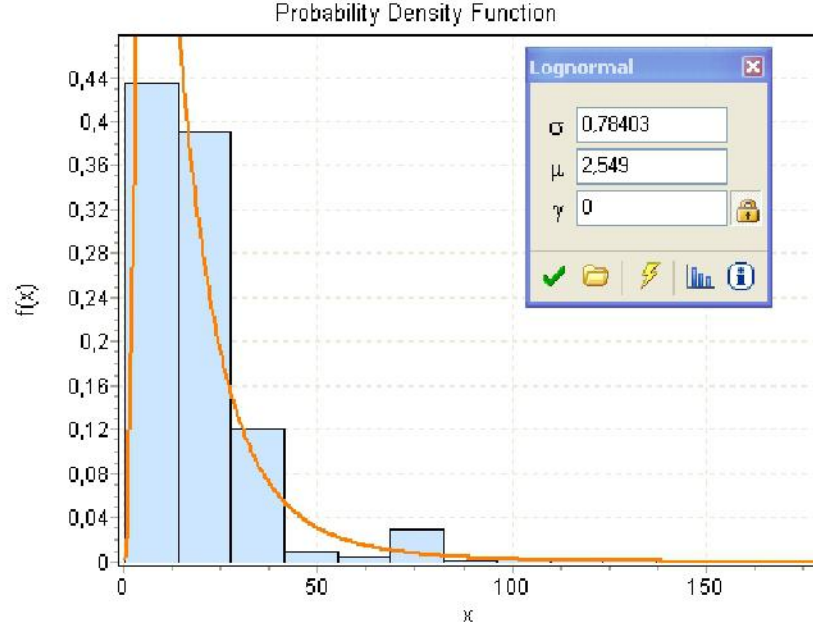 Probability Density Function
Lognormal
σ 0,78403
μ 2,549
γ 0
0,44
0,4
0,36
0,32
0,28
0,24
0,2
0,16
0,12
0,08
0,04
0
f(x)
0 50 100 150
x